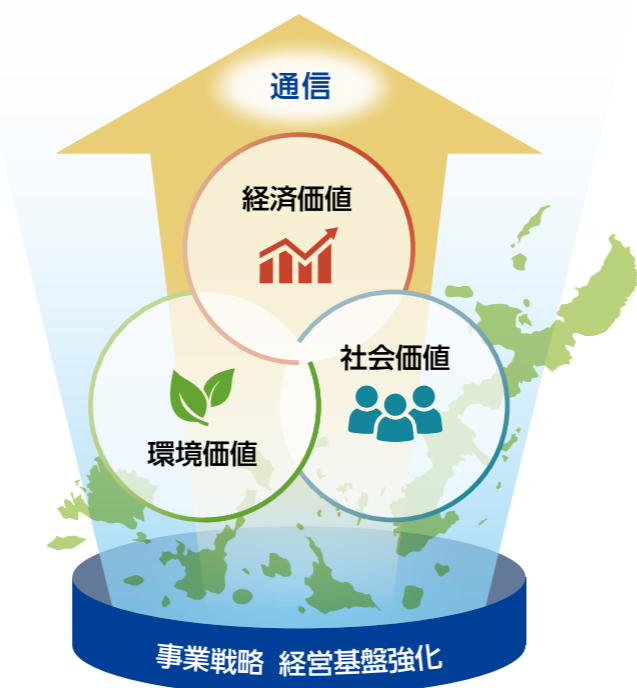 通信
経済価値
社会価値
環境価値
事業戦略 経営基盤強化